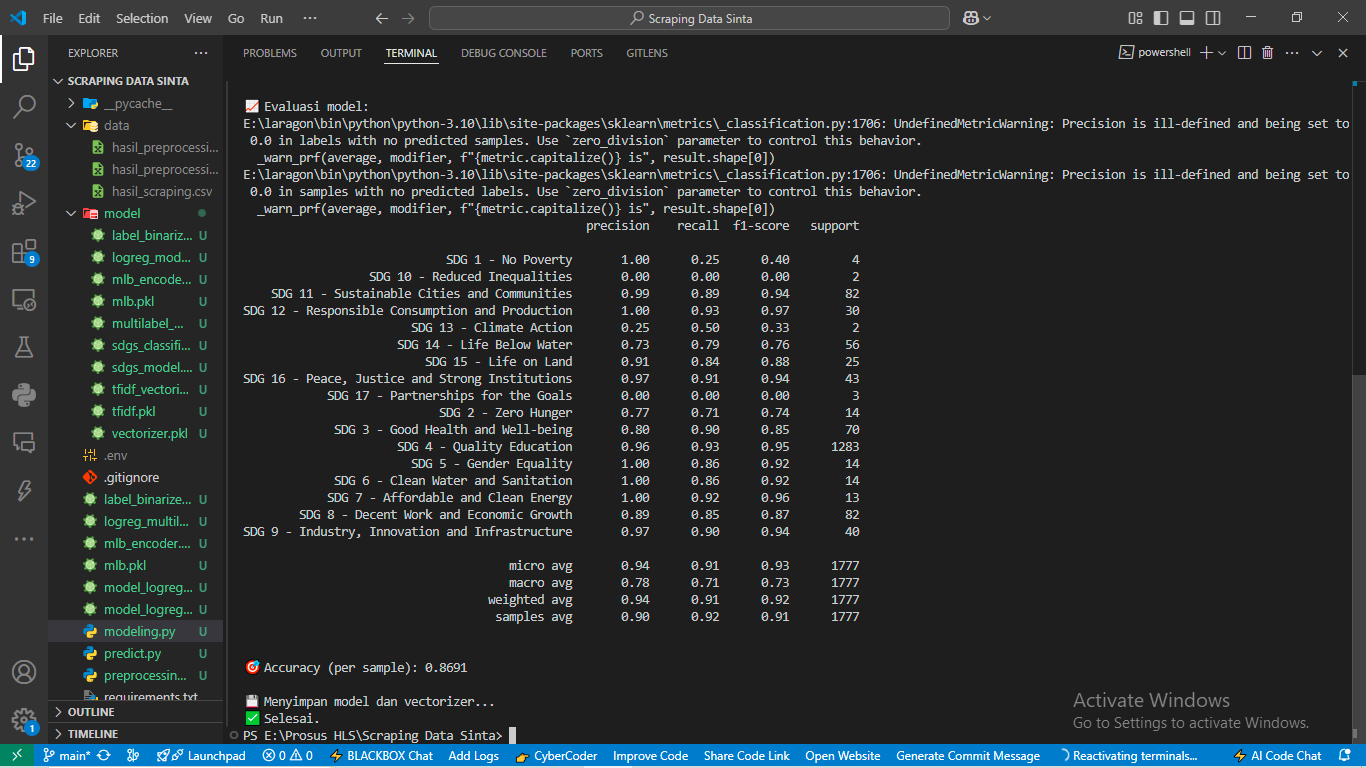 File Edit Selection View Go Run ··· Scraping Data Sinta
EXPLORER ···
SCRAPING DATA SINTA
__pycache__
data
hasil_preprocessi...
hasil_preprocessi...
hasil_scraping.csv
model
label_binariz... U
logreg_mod... U
mlb_encode... U
mlb.pkl U
multilabel_... U
sdgs_classifi... U
sdgs_model.... U
tfidf_vectori... U
tfidf.pkl U
vectorizer.pkl U
.env
.gitignore
label_binarize... U
logreg_multil... U
mlb_encoder.... U
mlb.pkl U
model_logreg... U
model_logreg... U
modeling.py U
predict.py U
preprocessin... U
requirements.txt
OUTLINE
TIMELINE
22
9
1
PROBLEMS OUTPUT TERMINAL DEBUG CONSOLE PORTS GITLENS powershell
📈 Evaluasi model:
E:\laragon\bin\python\python-3.10\lib\site-packages\sklearn\metrics\_classification.py:1706: UndefinedMetricWarning: Precision is ill-defined and being set to
0.0 in labels with no predicted samples. Use `zero_division` parameter to control this behavior.
_warn_prf(average, modifier, f"{metric.capitalize()} is", result.shape[0])
E:\laragon\bin\python\python-3.10\lib\site-packages\sklearn\metrics\_classification.py:1706: UndefinedMetricWarning: Precision is ill-defined and being set to
0.0 in samples with no predicted labels. Use `zero_division` parameter to control this behavior.
_warn_prf(average, modifier, f"{metric.capitalize()} is", result.shape[0])
precision recall f1-score support
SDG 1 - No Poverty 1.00 0.25 0.40 4
SDG 10 - Reduced Inequalities 0.00 0.00 0.00 2
SDG 11 - Sustainable Cities and Communities 0.99 0.89 0.94 82
SDG 12 - Responsible Consumption and Production 1.00 0.93 0.97 30
SDG 13 - Climate Action 0.25 0.50 0.33 2
SDG 14 - Life Below Water 0.73 0.79 0.76 56
SDG 15 - Life on Land 0.91 0.84 0.88 25
SDG 16 - Peace, Justice and Strong Institutions 0.97 0.91 0.94 43
SDG 17 - Partnerships for the Goals 0.00 0.00 0.00 3
SDG 2 - Zero Hunger 0.77 0.71 0.74 14
SDG 3 - Good Health and Well-being 0.80 0.90 0.85 70
SDG 4 - Quality Education 0.96 0.93 0.95 1283
SDG 5 - Gender Equality 1.00 0.86 0.92 14
SDG 6 - Clean Water and Sanitation 1.00 0.86 0.92 14
SDG 7 - Affordable and Clean Energy 1.00 0.92 0.96 13
SDG 8 - Decent Work and Economic Growth 0.89 0.85 0.87 82
SDG 9 - Industry, Innovation and Infrastructure 0.97 0.90 0.94 40
micro avg 0.94 0.91 0.93 1777
macro avg 0.78 0.71 0.73 1777
weighted avg 0.94 0.91 0.92 1777
samples avg 0.90 0.92 0.91 1777
🎯 Accuracy (per sample): 0.8691
💾 Menyimpan model dan vectorizer...
✅ Selesai.
PS E:\Prosus HLS\Scraping Data Sinta>
Activate Windows
Go to Settings to activate Windows.
main* Launchpad 0 0 BLACKBOX Chat Add Logs CyberCoder Improve Code Share Code Link Open Website Generate Commit Message Reactivating terminals... AI Code Chat